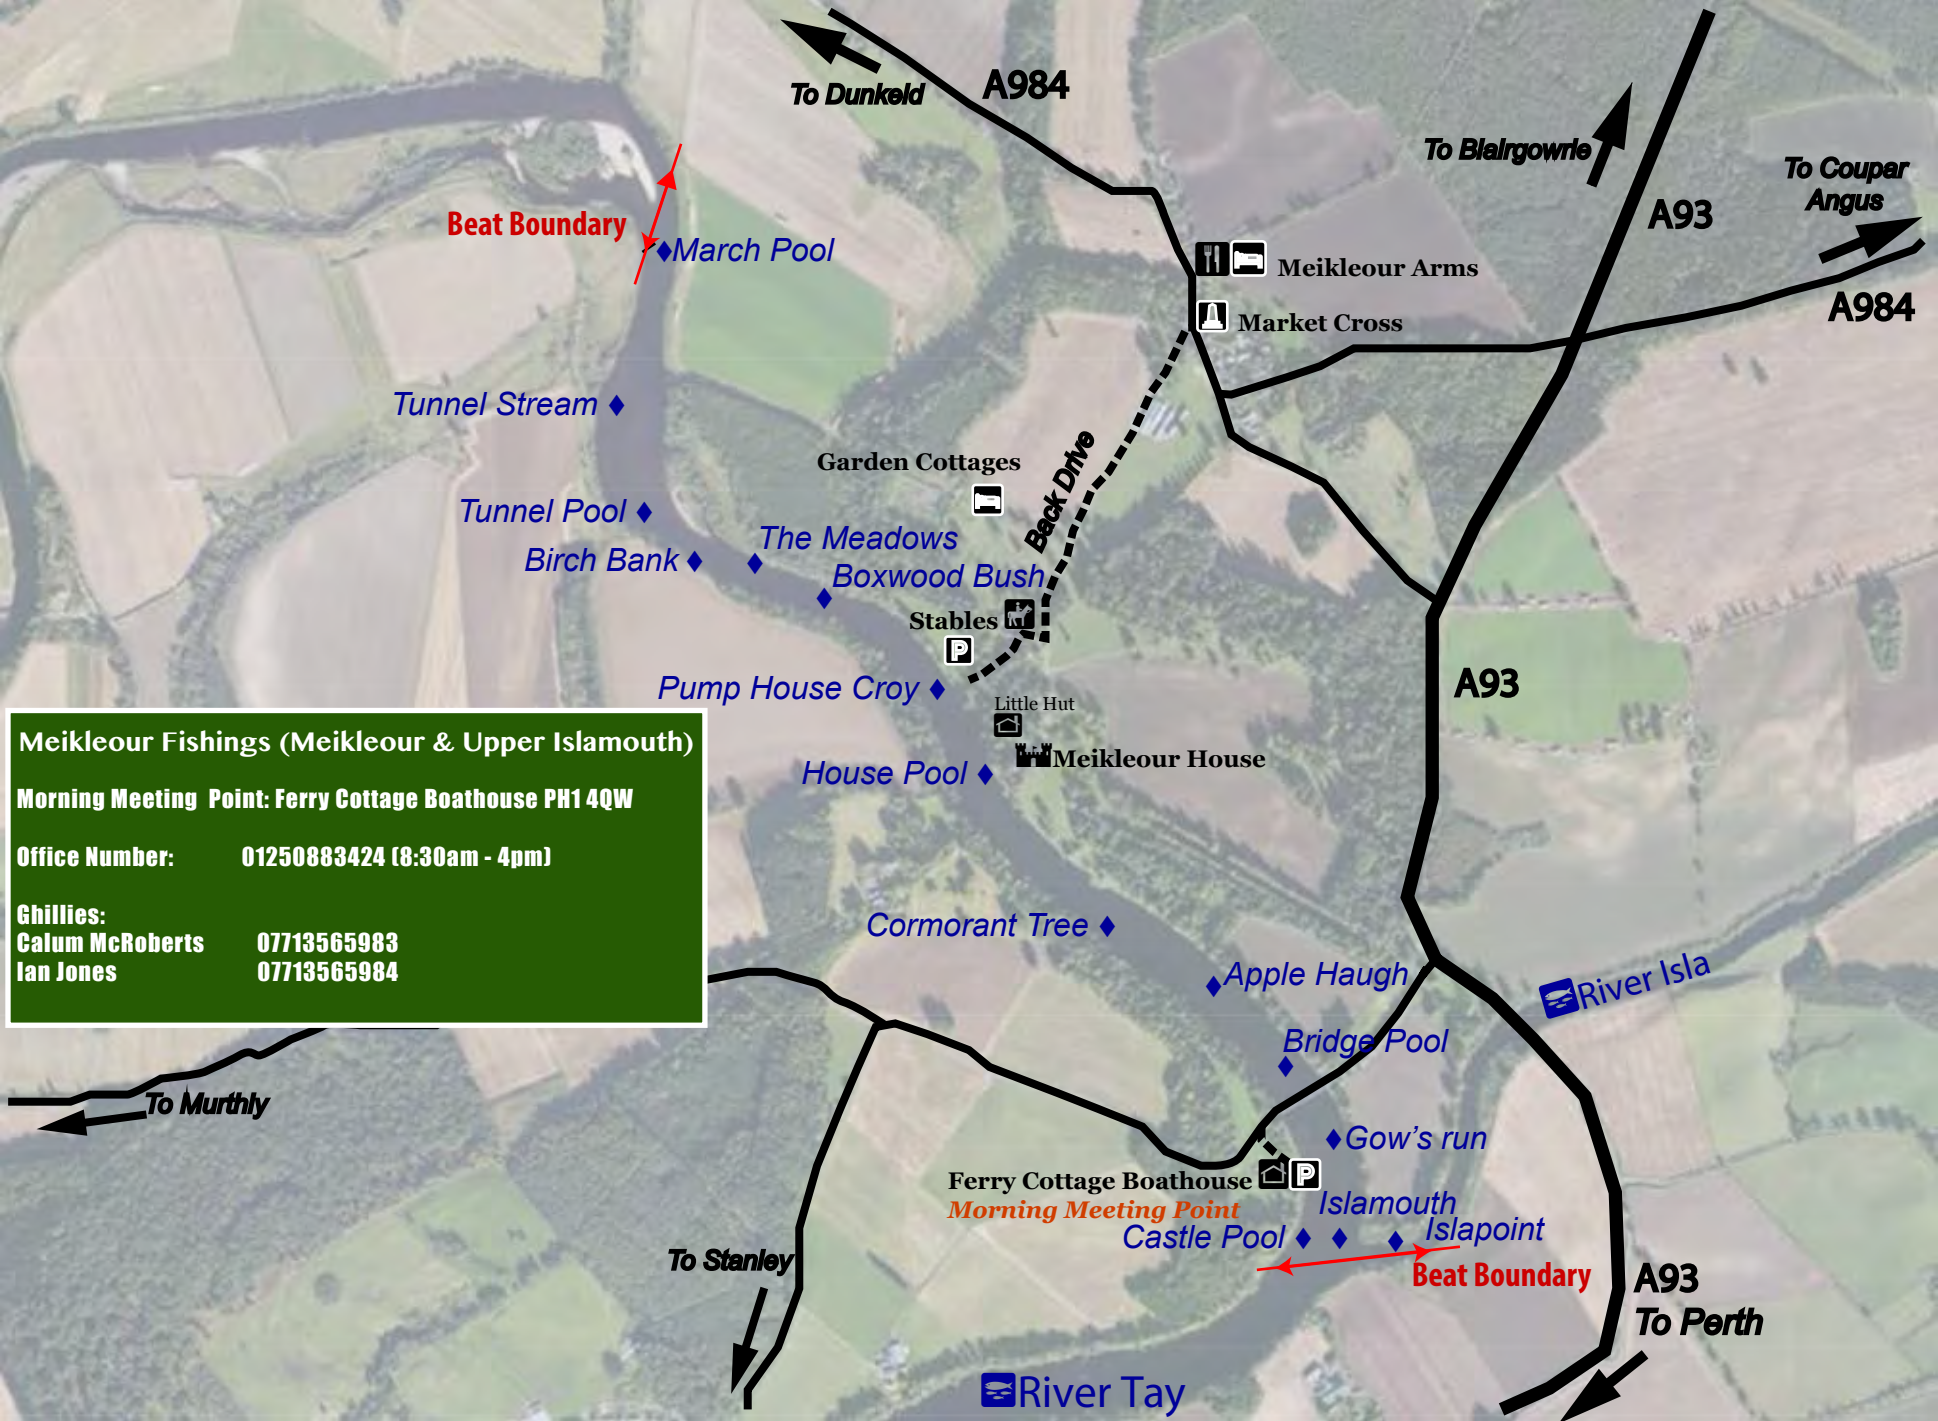 To Dunkeld
A984
To Blairgowrie
A93
To Coupar
Angus
A984
Beat Boundary
March Pool
Meikleour Arms
Market Cross
Tunnel Stream
Garden Cottages
Back Drive
Tunnel Pool
The Meadows
Birch Bank
Boxwood Bush
Stables
P
Pump House Croy
A93
Little Hut
Meikleour House
House Pool
Meikleour Fishings (Meikleour & Upper Islamouth)
Morning Meeting Point: Ferry Cottage Boathouse PH1 4QW
Office Number: 01250883424 (8:30am - 4pm)
Ghillies:
Calum McRoberts 07713565983
Ian Jones 07713565984
Cormorant Tree
Apple Haugh
River Isla
Bridge Pool
To Murthly
Gow's run
Ferry Cottage Boathouse
P
Morning Meeting Point
Islamouth
Castle Pool
Islapoint
To Stanley
Beat Boundary
A93
To Perth
River Tay